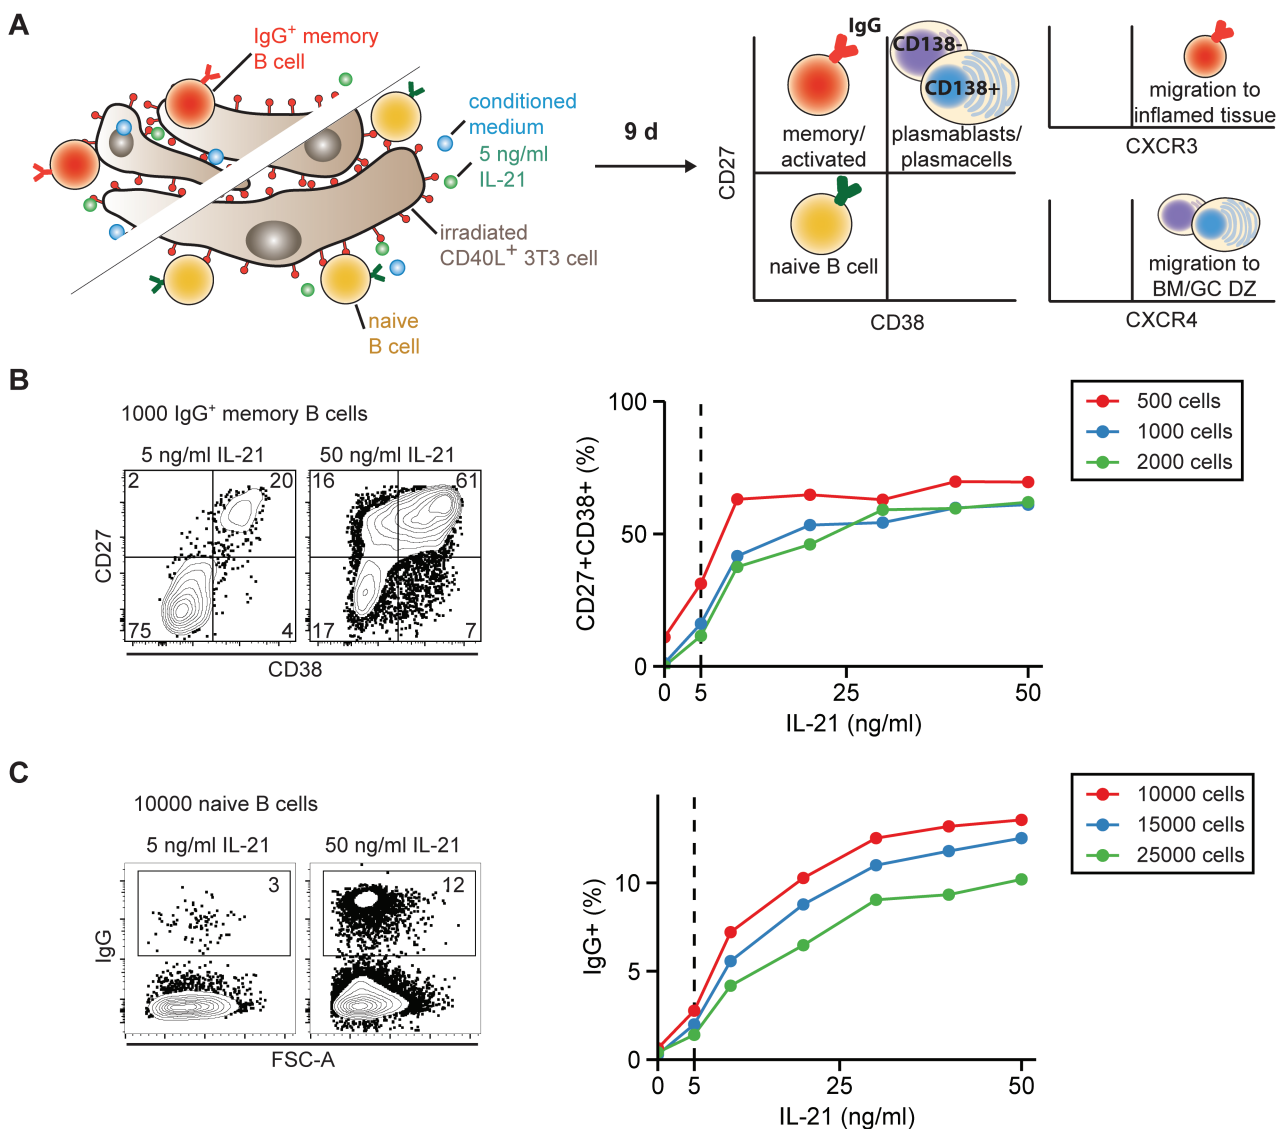 A
IgG+ memory
B cell
conditioned
medium
5 ng/ml
IL-21
irradiated
CD40L+ 3T3 cell
naive
B cell
9 d
IgG
CD138-
CD138+
memory/
activated
plasmablasts/
plasmacells
naive B cell
CD27
CD38
migration to
inflamed tissue
CXCR3
migration to
BM/GC DZ
CXCR4
B
1000 IgG+ memory B cells
5 ng/ml IL-21
50 ng/ml IL-21
2
20
75
4
16
61
17
7
CD27
CD38
CD27+CD38+ (%)
100
50
0
0
5
25
50
IL-21 (ng/ml)
500 cells
1000 cells
2000 cells
C
10000 naive B cells
5 ng/ml IL-21
50 ng/ml IL-21
3
12
IgG
FSC-A
IgG+ (%)
10
5
0
0
5
25
50
IL-21 (ng/ml)
10000 cells
15000 cells
25000 cells